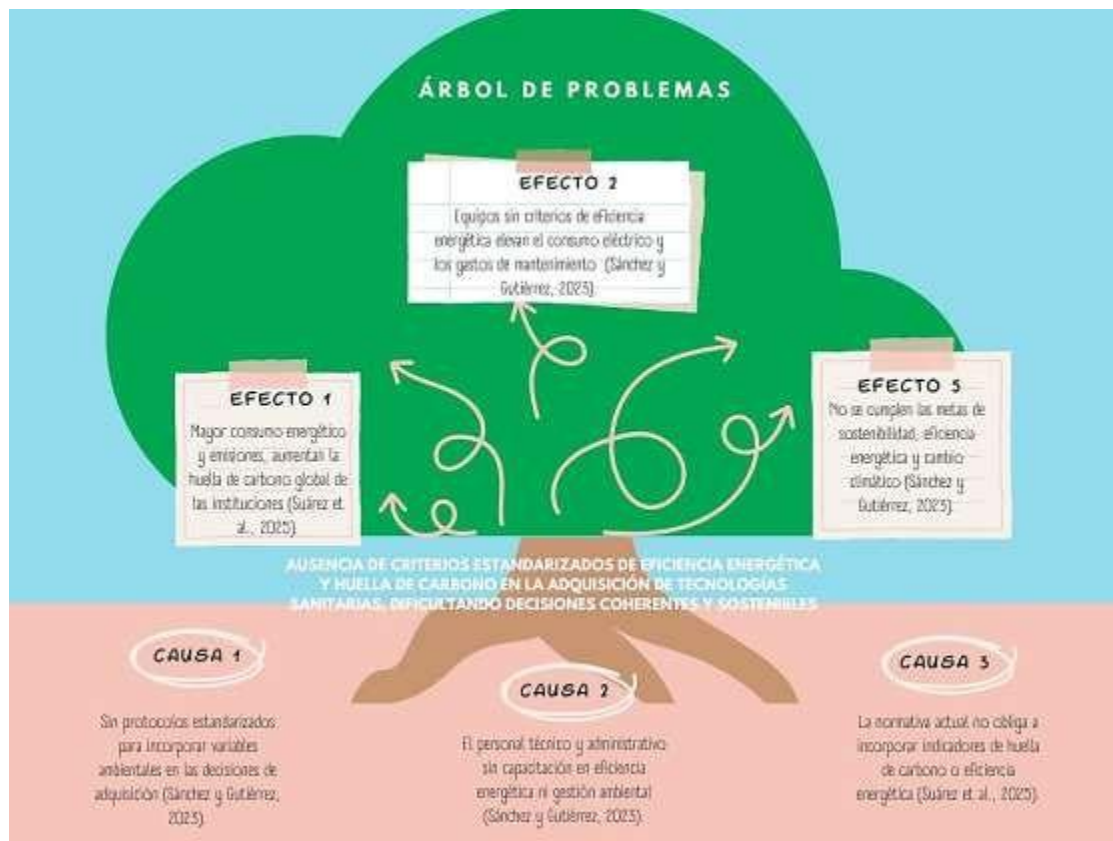 ÁRBOL DE PROBLEMAS
EFECTO 2
Equipos sin criterios de eficiencia
energética elevan el consumo eléctrico y
los gastos de mantenimiento (Sánchez y
Gutiérrez, 2023)
EFECTO 1
Mayor consumo energético
y emisiones, aumentan la
huella de carbono global de
las instituciones (Suárez et
al., 2025)
EFECTO 3
No se cumplen las metas de
sostenibilidad, eficiencia
energética y cambio
climático (Sánchez y
Gutiérrez, 2023)
AUSENCIA DE CRITERIOS ESTANDARIZADOS DE EFICIENCIA ENERGÉTICA
Y HUELLA DE CARBONO EN LA ADQUISICIÓN DE TECNOLOGÍAS
SANITARIAS, DIFICULTANDO DECISIONES COHERENTES Y SOSTENIBLES
CAUSA 1
Sin protocolos estandarizados
para incorporar variables
ambientales en las decisiones de
adquisición (Sánchez y Gutiérrez,
2023)
CAUSA 2
El personal técnico y administrativo
sin capacitación en eficiencia
energética ni gestión ambiental
(Sánchez y Gutiérrez, 2023).
CAUSA 3
La normativa actual no obliga a
incorporar indicadores de huella
de carbono o eficiencia
energética (Suárez et al., 2025).